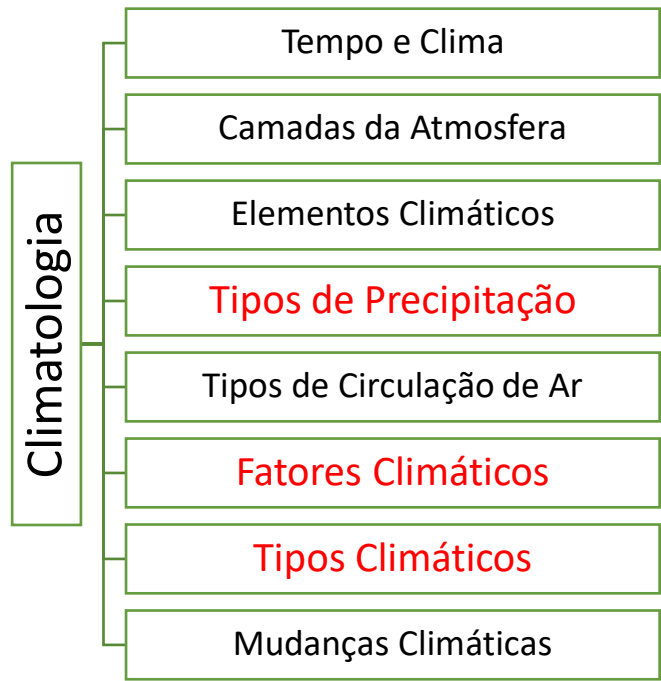 Climatologia
Tempo e Clima
Camadas da Atmosfera
Elementos Climáticos
Tipos de Precipitação
Tipos de Circulação de Ar
Fatores Climáticos
Tipos Climáticos
Mudanças Climáticas